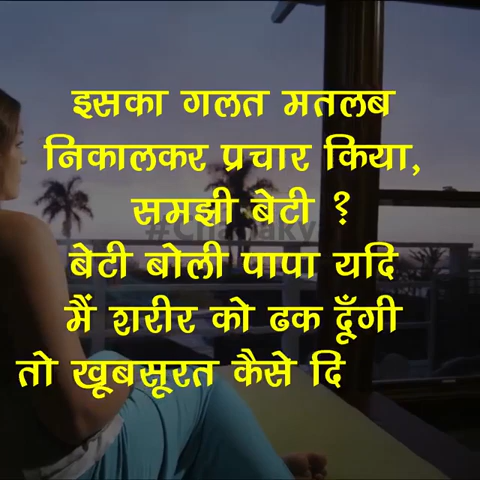 इसका गलत मतलब
निकालकर प्रचार किया,
समझी बेटी ?
बेटी बोली पापा यदि
मैं शरीर को ढक दूँगी
तो खूबसूरत कैसे दि